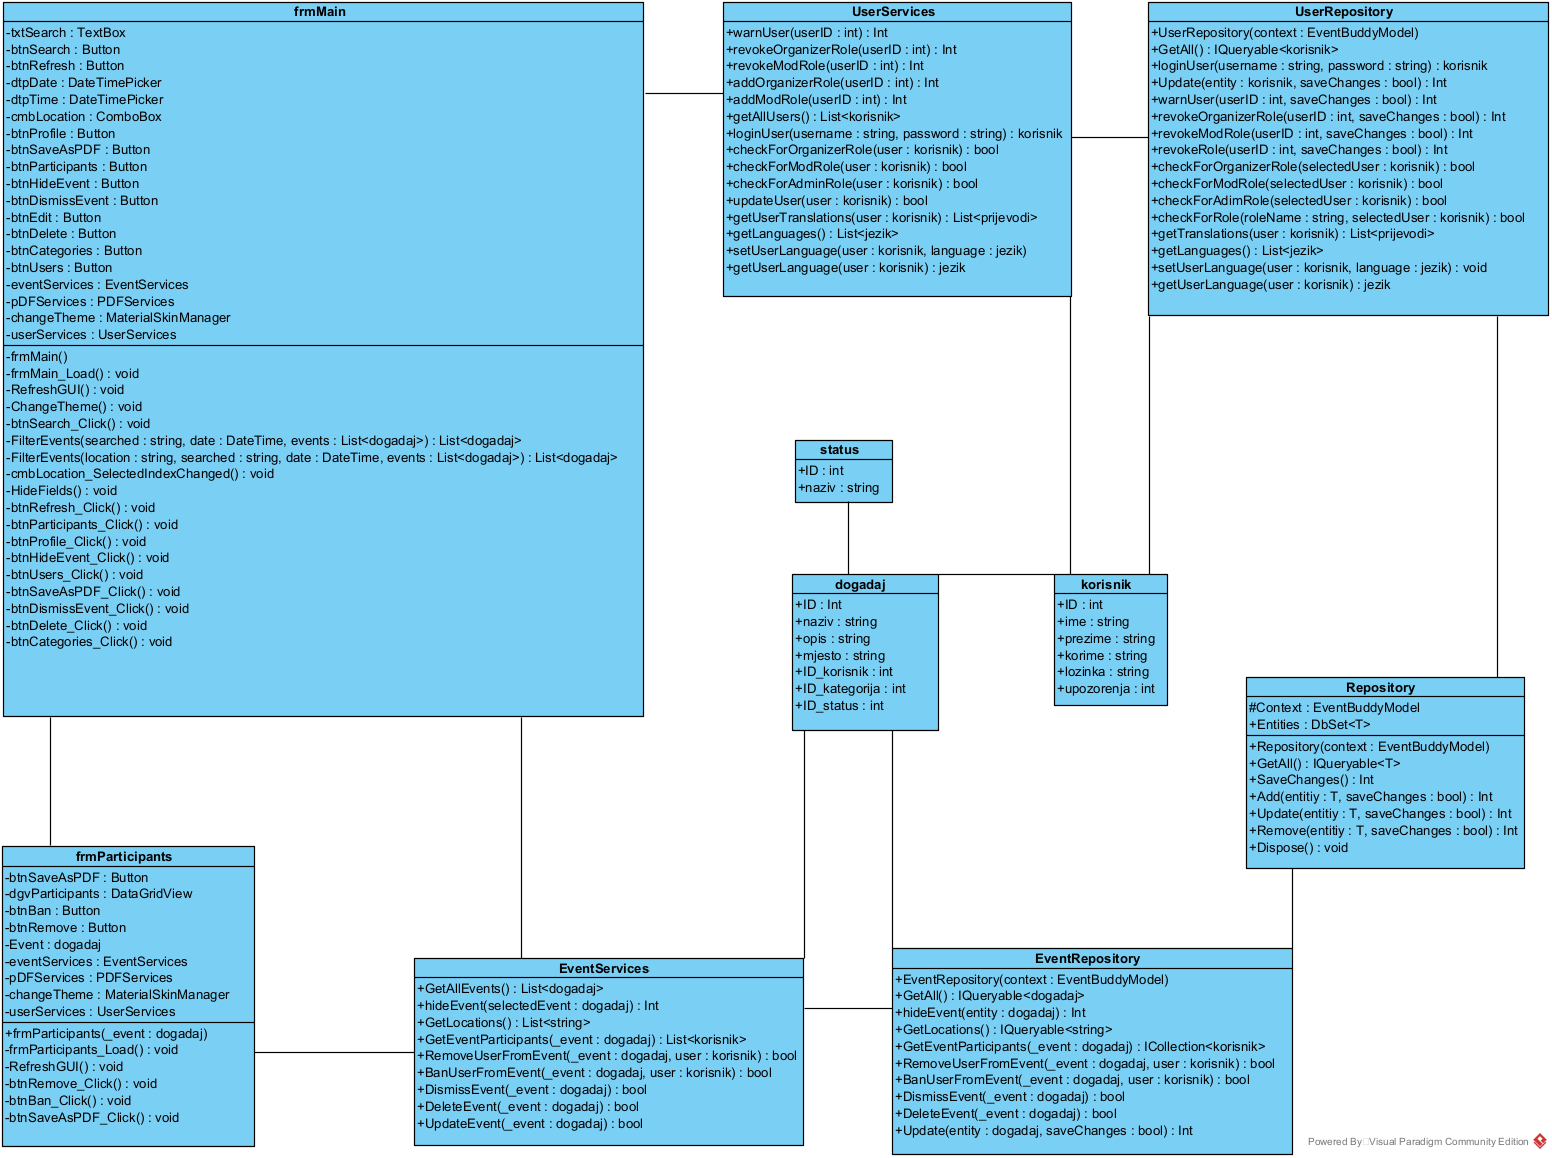 frmMain
-txtSearch : TextBox
-btnSearch : Button
-btnRefresh : Button
-dtpDate : DateTimePicker
-dtpTime : DateTimePicker
-cmbLocation : ComboBox
-btnProfile : Button
-btnSaveAsPDF : Button
-btnParticipants : Button
-btnHideEvent : Button
-btnDismissEvent : Button
-btnEdit : Button
-btnDelete : Button
-btnCategories : Button
-btnUsers : Button
-eventServices : EventServices
-pDFServices : PDFServices
-changeTheme : MaterialSkinManager
-userServices : UserServices
-frmMain()
-frmMain_Load() : void
-RefreshGUI() : void
-ChangeTheme() : void
-btnSearch_Click() : void
-FilterEvents(searched : string, date : DateTime, events : List<dogadaj>) : List<dogadaj>
-FilterEvents(location : string, searched : string, date : DateTime, events : List<dogadaj>) : List<dogadaj>
-cmbLocation_SelectedIndexChanged() : void
-HideFields() : void
-btnRefresh_Click() : void
-btnParticipants_Click() : void
-btnProfile_Click() : void
-btnHideEvent_Click() : void
-btnUsers_Click() : void
-btnSaveAsPDF_Click() : void
-btnDismissEvent_Click() : void
-btnDelete_Click() : void
-btnCategories_Click() : void
UserServices
+warnUser(userID : int) : Int
+revokeOrganizerRole(userID : int) : Int
+revokeModRole(userID : int) : Int
+addOrganizerRole(userID : int) : Int
+addModRole(userID : int) : Int
+getAllUsers() : List<korisnik>
+loginUser(username : string, password : string) : korisnik
+checkForOrganizerRole(user : korisnik) : bool
+checkForModRole(user : korisnik) : bool
+checkForAdminRole(user : korisnik) : bool
+updateUser(user : korisnik) : bool
+getUserTranslations(user : korisnik) : List<prijevodi>
+getLanguages() : List<jezik>
+setUserLanguage(user : korisnik, language : jezik)
+getUserLanguage(user : korisnik) : jezik
UserRepository
+UserRepository(context : EventBuddyModel)
+GetAll() : IQueryable<korisnik>
+loginUser(username : string, password : string) : korisnik
+Update(entity : korisnik, saveChanges : bool) : Int
+warnUser(userID : int, saveChanges : bool) : Int
+revokeOrganizerRole(userID : int, saveChanges : bool) : Int
+revokeModRole(userID : int, saveChanges : bool) : Int
+revokeRole(userID : int, saveChanges : bool) : Int
+checkForOrganizerRole(selectedUser : korisnik) : bool
+checkForModRole(selectedUser : korisnik) : bool
+checkForAdimRole(selectedUser : korisnik) : bool
+checkForRole(roleName : string, selectedUser : korisnik) : bool
+getTranslations(user : korisnik) : List<prijevodi>
+getLanguages() : List<jezik>
+setUserLanguage(user : korisnik, language : jezik) : void
+getUserLanguage(user : korisnik) : jezik
status
+ID : int
+naziv : string
dogadaj
+ID : Int
+naziv : string
+opis : string
+mjesto : string
+ID_korisnik : int
+ID_kategorija : int
+ID_status : int
korisnik
+ID : int
+ime : string
+prezime : string
+korime : string
+lozinka : string
+upozorenja : int
Repository
#Context : EventBuddyModel
+Entities : DbSet<T>
+Repository(context : EventBuddyModel)
+GetAll() : IQueryable<T>
+SaveChanges() : Int
+Add(entitiy : T, saveChanges : bool) : Int
+Update(entitiy : T, saveChanges : bool) : Int
+Remove(entitiy : T, saveChanges : bool) : Int
+Dispose() : void
frmParticipants
-btnSaveAsPDF : Button
-dgvParticipants : DataGridView
-btnBan : Button
-btnRemove : Button
-Event : dogadaj
-eventServices : EventServices
-pDFServices : PDFServices
-changeTheme : MaterialSkinManager
-userServices : UserServices
+frmParticipants(_event : dogadaj)
-frmParticipants_Load() : void
-RefreshGUI() : void
-btnRemove_Click() : void
-btnBan_Click() : void
-btnSaveAsPDF_Click() : void
EventServices
+GetAllEvents() : List<dogadaj>
+hideEvent(selectedEvent : dogadaj) : Int
+GetLocations() : List<string>
+GetEventParticipants(_event : dogadaj) : List<korisnik>
+RemoveUserFromEvent(_event : dogadaj, user : korisnik) : bool
+BanUserFromEvent(_event : dogadaj, user : korisnik) : bool
+DismissEvent(_event : dogadaj) : bool
+DeleteEvent(_event : dogadaj) : bool
+UpdateEvent(_event : dogadaj) : bool
EventRepository
+EventRepository(context : EventBuddyModel)
+GetAll() : IQueryable<dogadaj>
+hideEvent(entity : dogadaj) : Int
+GetLocations() : IQueryable<string>
+GetEventParticipants(_event : dogadaj) : ICollection<korisnik>
+RemoveUserFromEvent(_event : dogadaj, user : korisnik) : bool
+BanUserFromEvent(_event : dogadaj, user : korisnik) : bool
+DismissEvent(_event : dogadaj) : bool
+DeleteEvent(_event : dogadaj) : bool
+Update(entity : dogadaj, saveChanges : bool) : Int
Powered By Visual Paradigm Community Edition